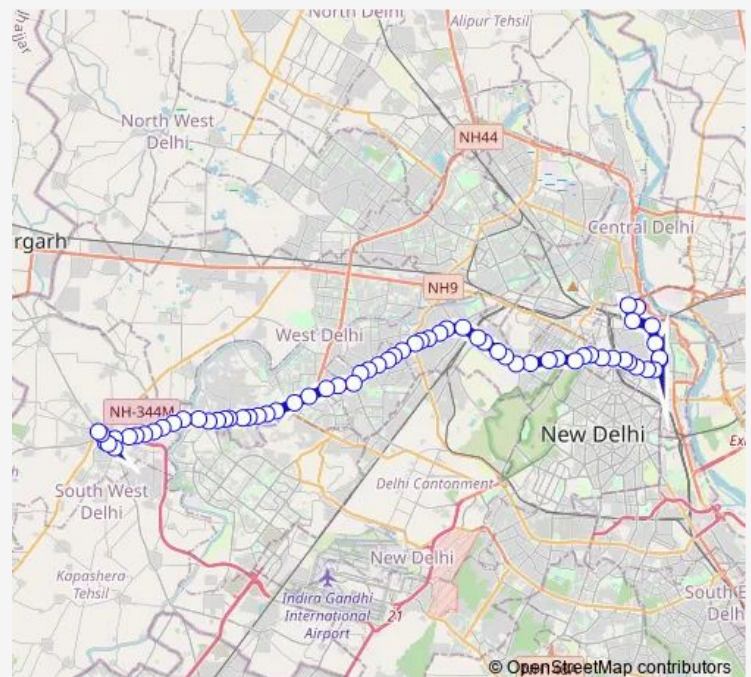 North Delhi
Alipur Tehsil
North West
Delhi
NH44
Central Delhi
rgarh
NH9
West Delhi
NH-344M
New Delhi
South West
Delhi
Delhi Cantonment
New Delhi
Kapashera
Tehsil
Indira Gandhi
International
Airport
21
South E
Delh
© OpenStreetMap contributors